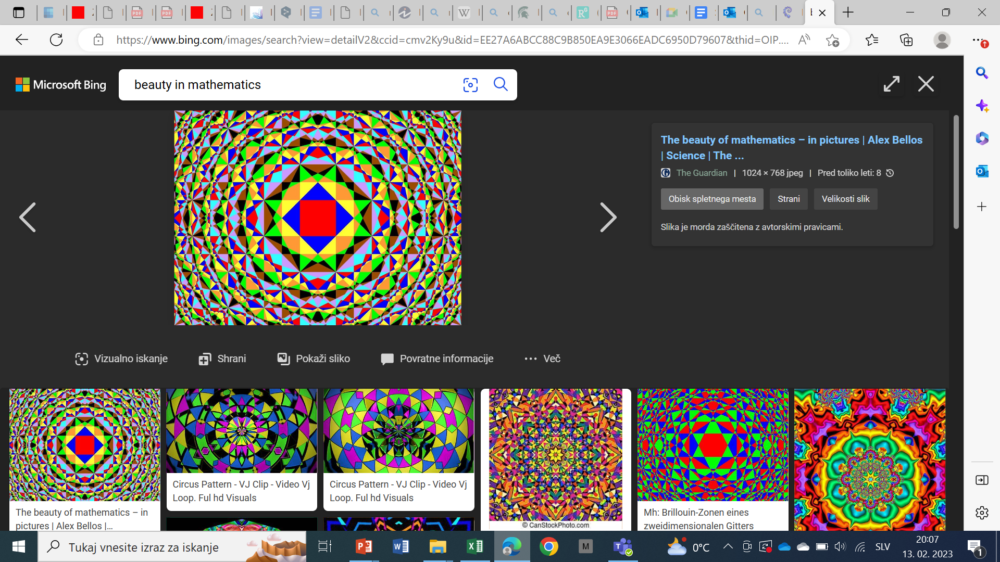 https://www.bing.com/images/search?view=detailV2&ccid=cmv2Ky9u&id=EE27A6ABCC88C9B850EA9E3066EADC6950D79607&thid=OIP....
Microsoft Bing
beauty in mathematics
The beauty of mathematics – in pictures | Alex Bellos
| Science | The ...
The Guardian | 1024 × 768 jpeg | Pred toliko leti: 8
Obisk spletnega mesta
Strani
Velikosti slik
Slika je morda zaščitena z avtorskimi pravicami.
Vizualno iskanje
Shrani
Pokaži sliko
Povratne informacije
Več
The beauty of mathematics – in
pictures | Alex Bellos |...
Circus Pattern - VJ Clip - Video Vj
Loop. Ful hd Visuals
Circus Pattern - VJ Clip - Video Vj
Loop. Ful hd Visuals
© CanStockPhoto.com
Mh: Brillouin-Zonen eines
zweidimensionalen Gitters
Tukaj vnesite izraz za iskanje
0°C
SLV
20:07
13. 02. 2023
1